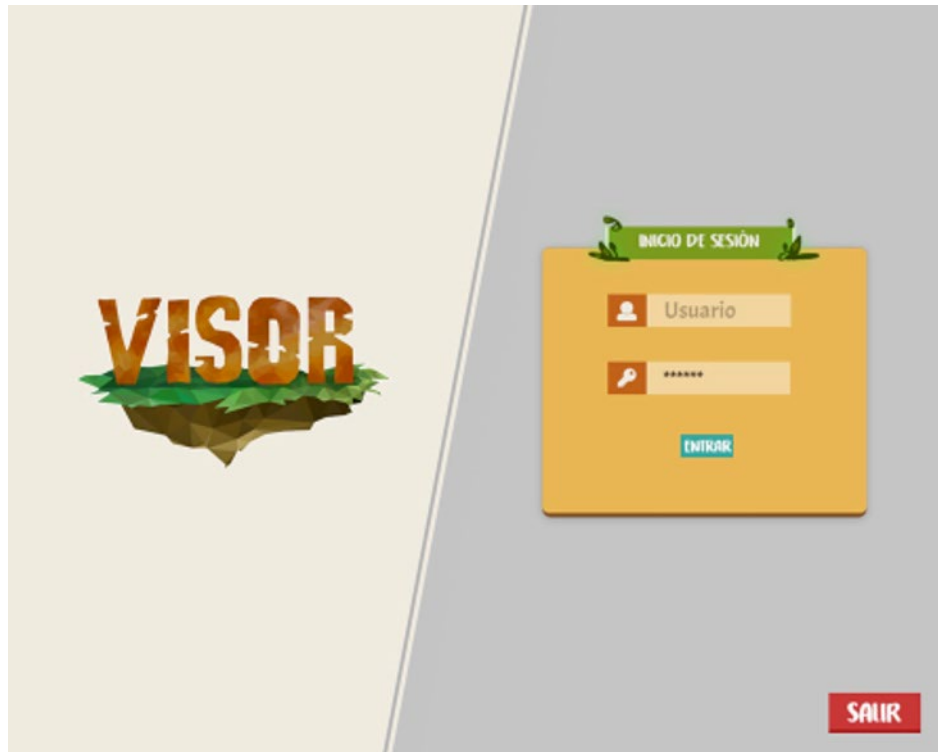 VISOR
INICIO DE SESIÓN
Usuario
******
ENTRAR
SALIR